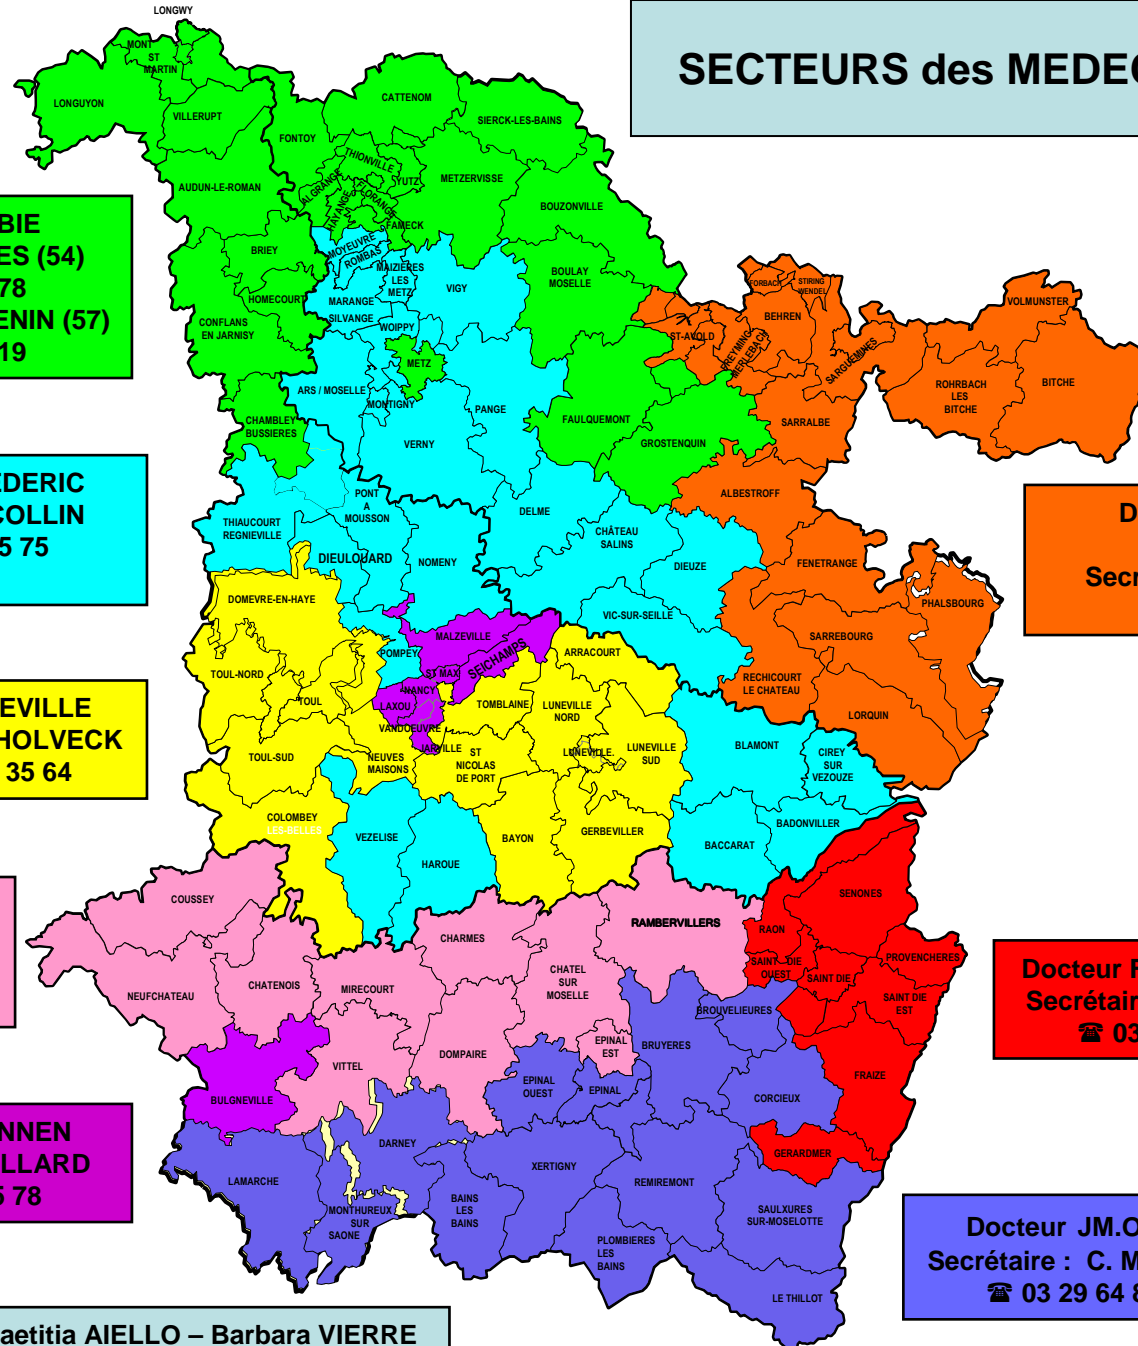 LONGWY
SECTEURS des MEDEC
MONT
ST
MARTIN
LONGUYON
VILLERUPT
CATTENOM
SIERCK-LES-BAINS
FONTOY
THIONVILLE
AUDUN-LE-ROMAN
ALGRANGE
HAYANGE
FLORANGE
YUTZ
METZERVISSE
FAMECK
BOUZONVILLE
BIE
ES (54)
78
ENIN (57)
19
BRIEY
MOYEUVRE
ROMBAS
MAIZIERES
LES
METZ
VIGY
BOULAY
MOSELLE
HOMECOURT
MARANGE
SILVANGE
CONFLANS
EN JARNISY
WOIPPY
METZ
FORBACH
STIRING
WENDEL
BEHREN
ST-AVOLD
FREYMING
MERLEBACH
SARGUEMINES
VOLMUNSTER
ROHRBACH
LES
BITCHE
BITCHE
ARS / MOSELLE
MONTIGNY
PANGE
CHAMBLEY
BUSSIERES
VERNY
FAULQUEMONT
GROSTENQUIN
SARRALBE
EDERIC
COLLIN
5 75
PONT
A
MOUSSON
THIAUCOURT
REGNIEVILLE
DELME
CHÂTEAU
SALINS
ALBESTROFF
DIEULOUARD
NOMENY
DIEUZE
FENETRANGE
D
Secr
DOMEVRE-EN-HAYE
VIC-SUR-SEILLE
PHALSBOURG
MALZEVILLE
SARREBOURG
POMPEY
ST MAX
SEICHAMPS
ARRACOURT
TOUL-NORD
NANCY
LAXOU
TOUL
TOMBLAINE
LUNEVILLE
NORD
RECHICOURT
LE CHATEAU
LORQUIN
EVILLE
HOLVECK
35 64
VANDOEUVRE
JARVILLE
TOUL-SUD
NEUVES
MAISONS
ST
NICOLAS
DE PORT
LUNEVILLE.
LUNEVILLE
SUD
BLAMONT
CIREY
SUR
VEZOUZE
COLOMBEY
LES-BELLES
VEZELISE
HAROUE
BAYON
GERBEVILLER
BACCARAT
BADONVILLER
COUSSEY
SENONES
RAMBERVILLERS
RAON
CHARMES
SAINT DIE
OUEST
SAINT DIE
PROVENCHERES
NEUFCHATEAU
CHATENOIS
MIRECOURT
CHATEL
SUR
MOSELLE
SAINT DIE
EST
Docteur F
Secrétair
☎ 03
BROUVELIEURES
VITTEL
DOMPAIRE
EPINAL
EST
BRUYERES
FRAIZE
BULGNEVILLE
EPINAL
OUEST
EPINAL
CORCIEUX
NNEN
ILLARD
5 78
DARNEY
GERARDMER
LAMARCHE
XERTIGNY
REMIREMONT
BAINS
LES
BAINS
MONTHUREUX
SUR
SAONE
SAULXURES
SUR-MOSELOTTE
Docteur JM.O
Secrétaire : C. M
☎ 03 29 64 8
PLOMBIERES
LES
BAINS
LE THILLOT
aetitia AIELLO – Barbara VIERRE